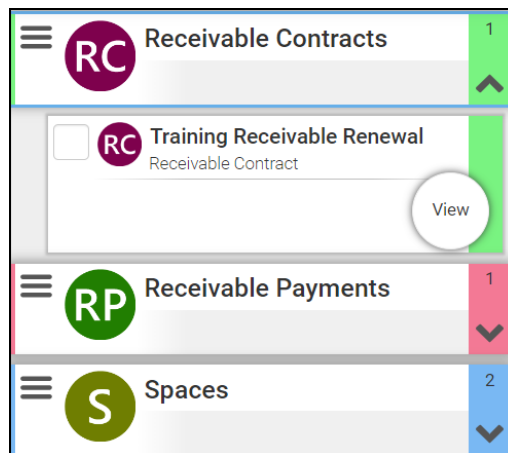 RC Receivable Contracts 1
RC Training Receivable Renewal
Receivable Contract
View
RP Receivable Payments 1
S Spaces 2